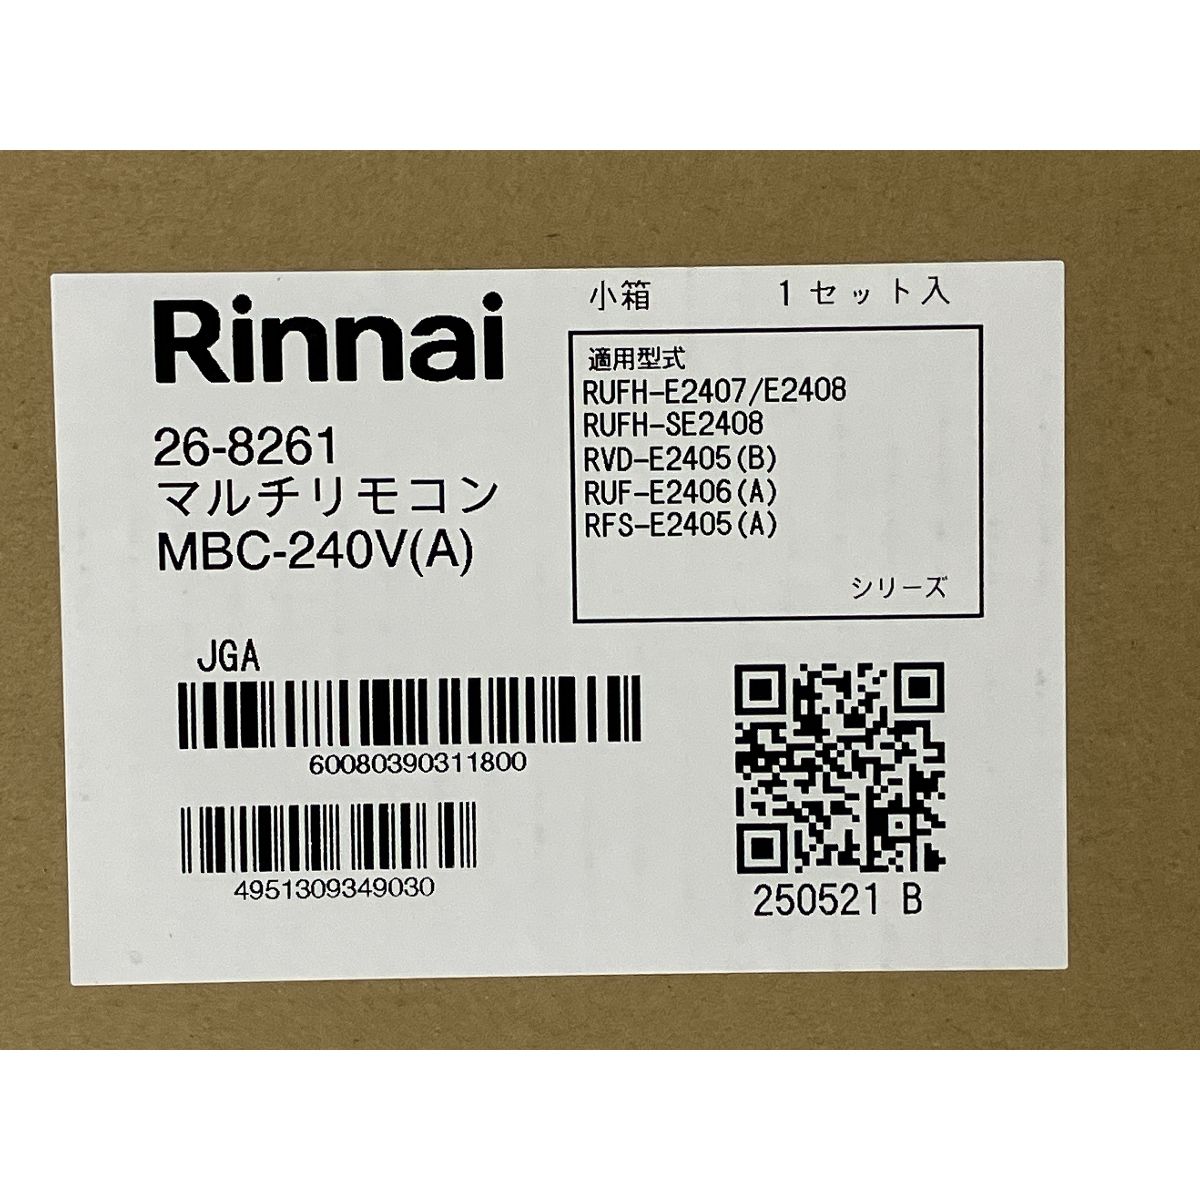 Rinnai
26-8261
マルチリモコン
MBC-240V(A)
小箱 1セット入
適用型式
RUFH-E2407/E2408
RUFH-SE2408
RVD-E2405(B)
RUF-E2406(A)
RFS-E2405(A)
シリーズ
JGA
60080390311800
4951309349030
250521 B